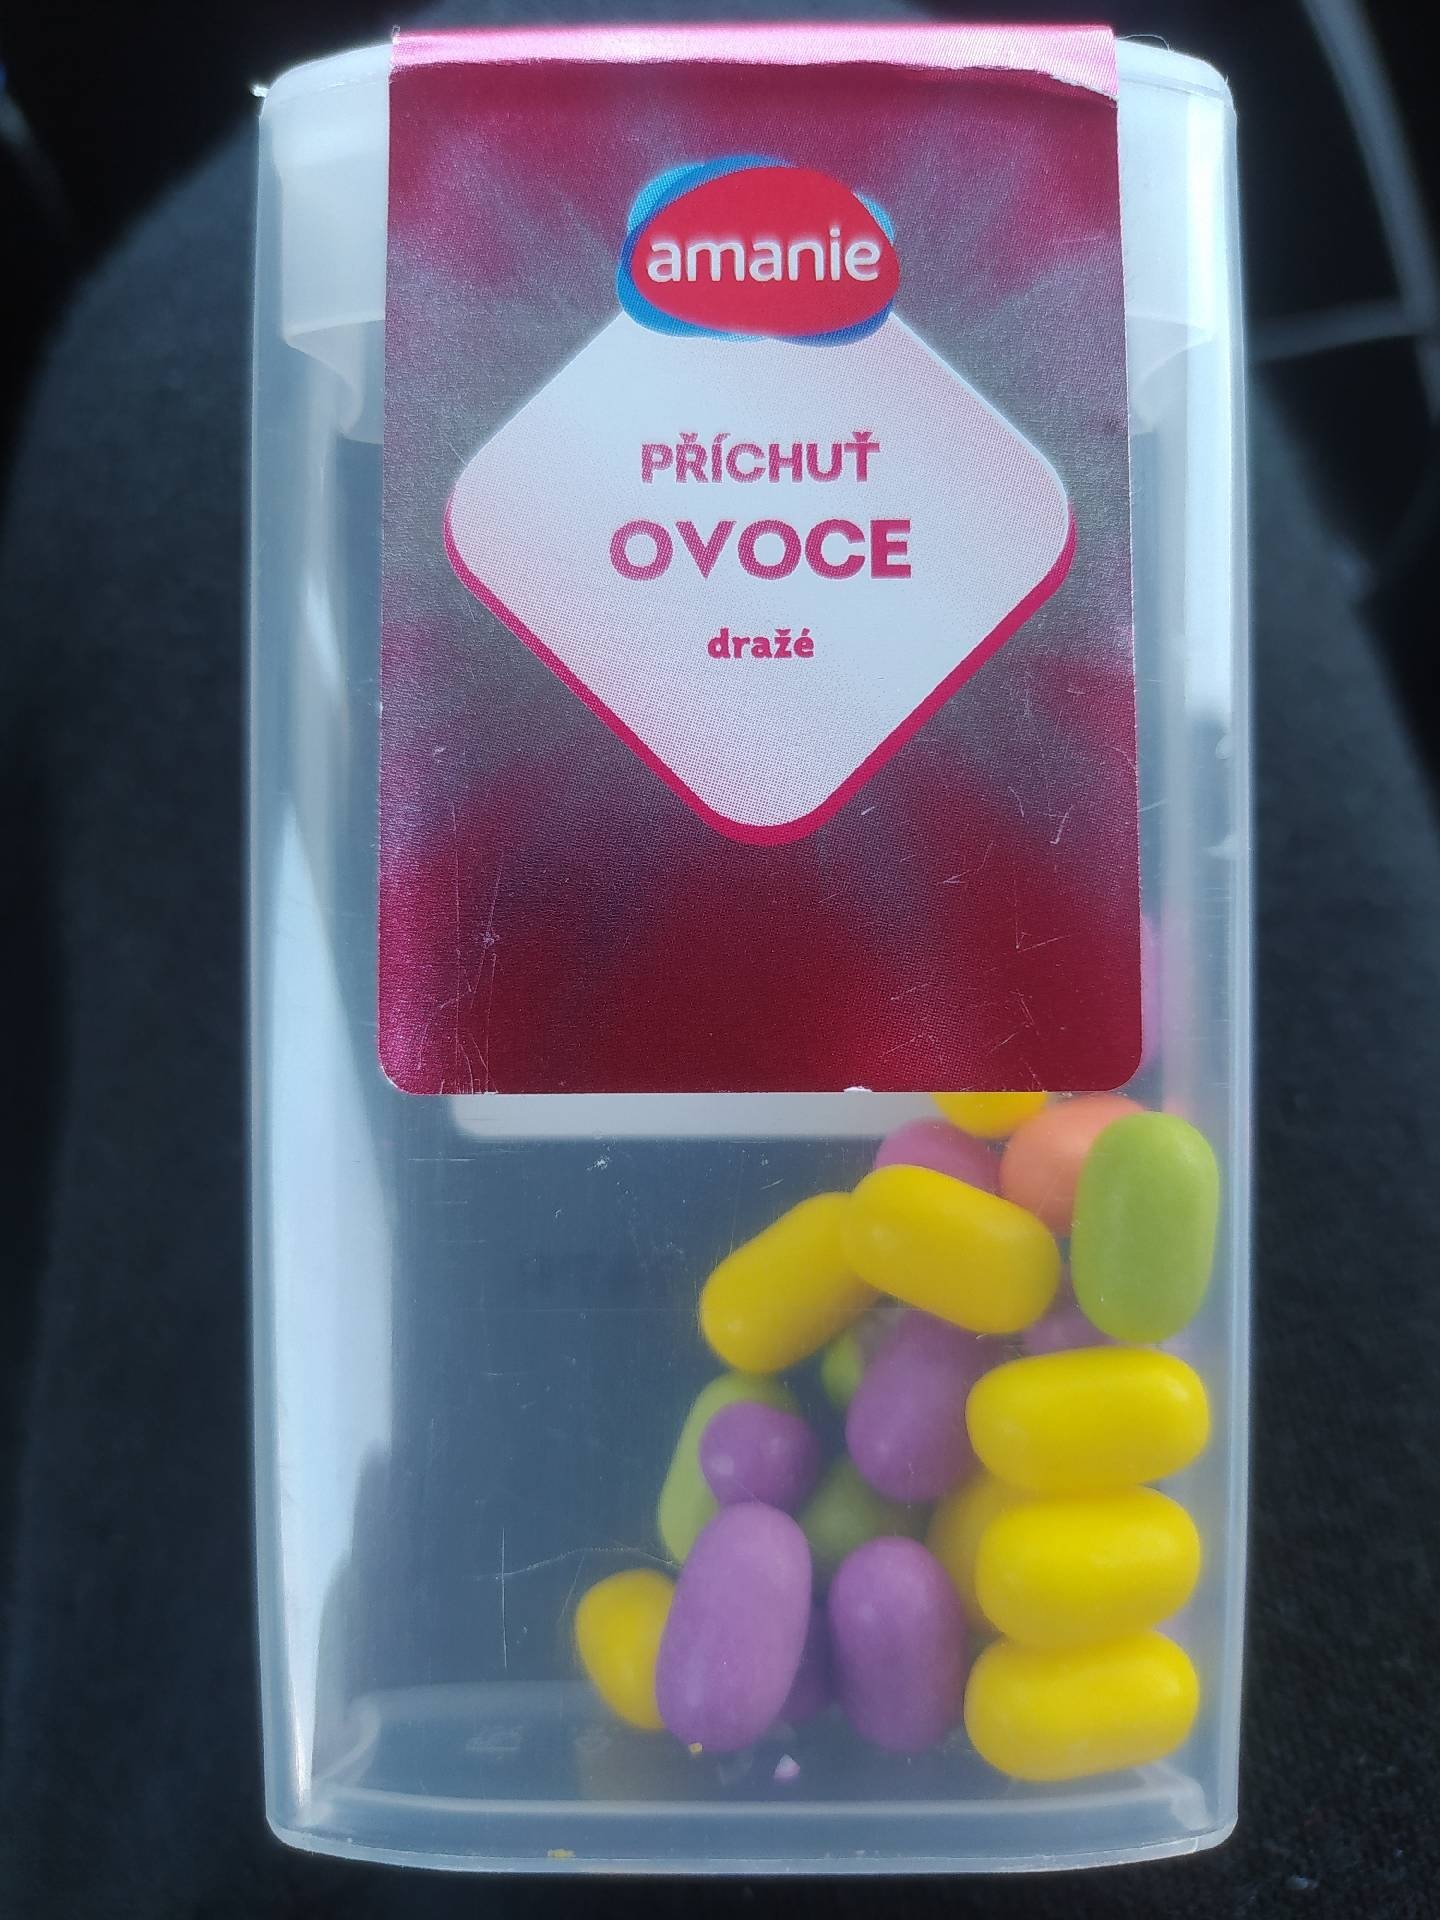 amanie
PŘÍCHUŤ
OVOCE
dražé